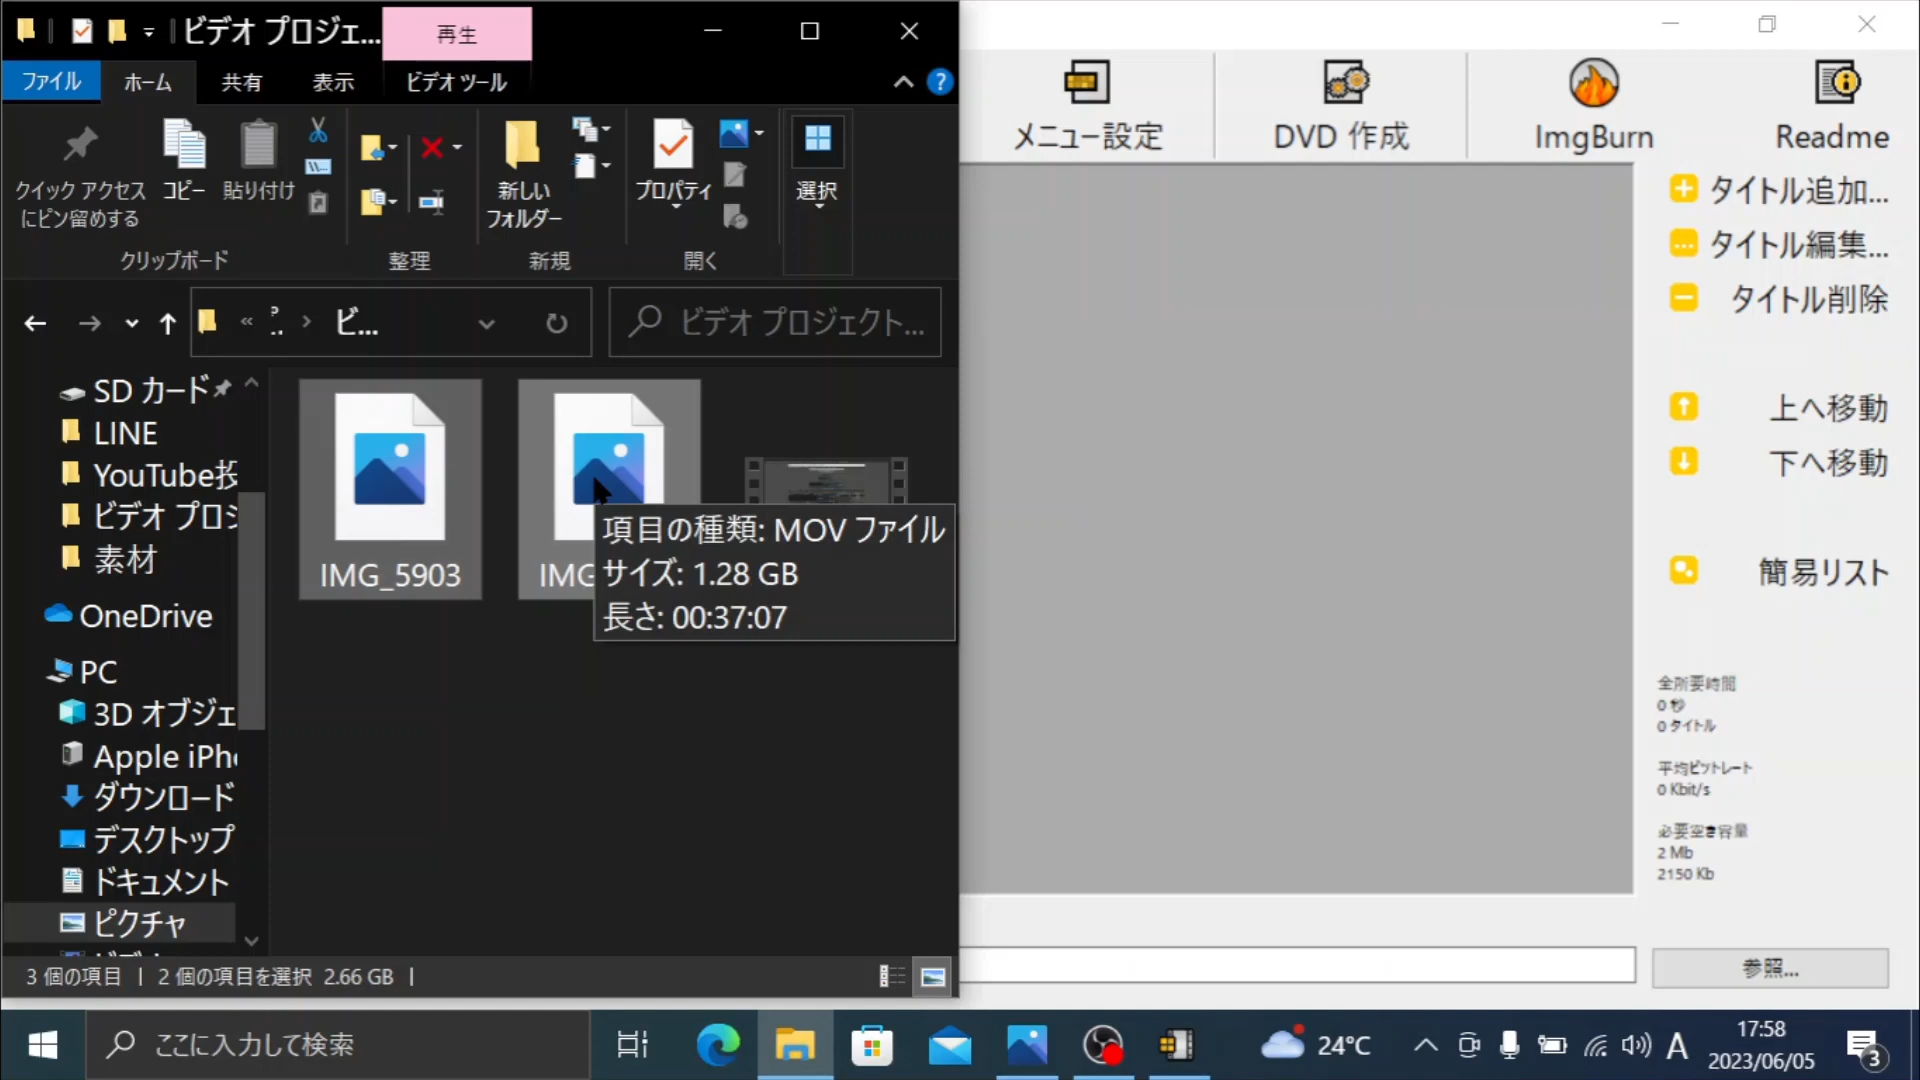 ビデオ プロジェ...
再生
ファイル
ホーム
共有
表示
ビデオ ツール
クイック アクセス
にピン留めする
コピー
貼り付け
新しい
フォルダー
プロパティ
選択
クリップボード
整理
新規
開く
« › ビ...
ビデオ プロジェクト...
SD カード
LINE
YouTube投
ビデオ プロジ
素材
OneDrive
PC
3D オブジェ
Apple iPh
ダウンロード
デスクトップ
ドキュメント
ピクチャ
IMG_5903
IMG
項目の種類: MOV ファイル
サイズ: 1.28 GB
長さ: 00:37:07
3 個の項目
2 個の項目を選択 2.66 GB
メニュー設定
DVD 作成
ImgBurn
Readme
タイトル追加...
タイトル編集...
タイトル削除
上へ移動
下へ移動
簡易リスト
全所要時間
0 秒
0 タイトル
平均ビットレート
0 Kbit/s
必要空き容量
2 Mb
2150 Kb
参照...
ここに入力して検索
24°C
A
17:58
2023/06/05
3